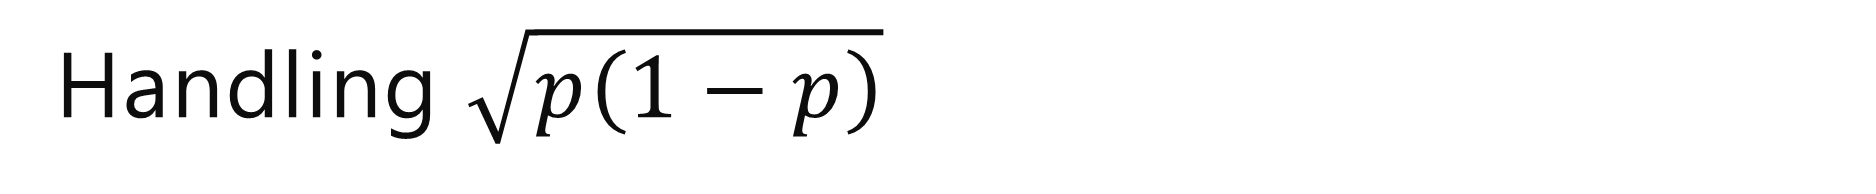 Handling √p(1 − p)